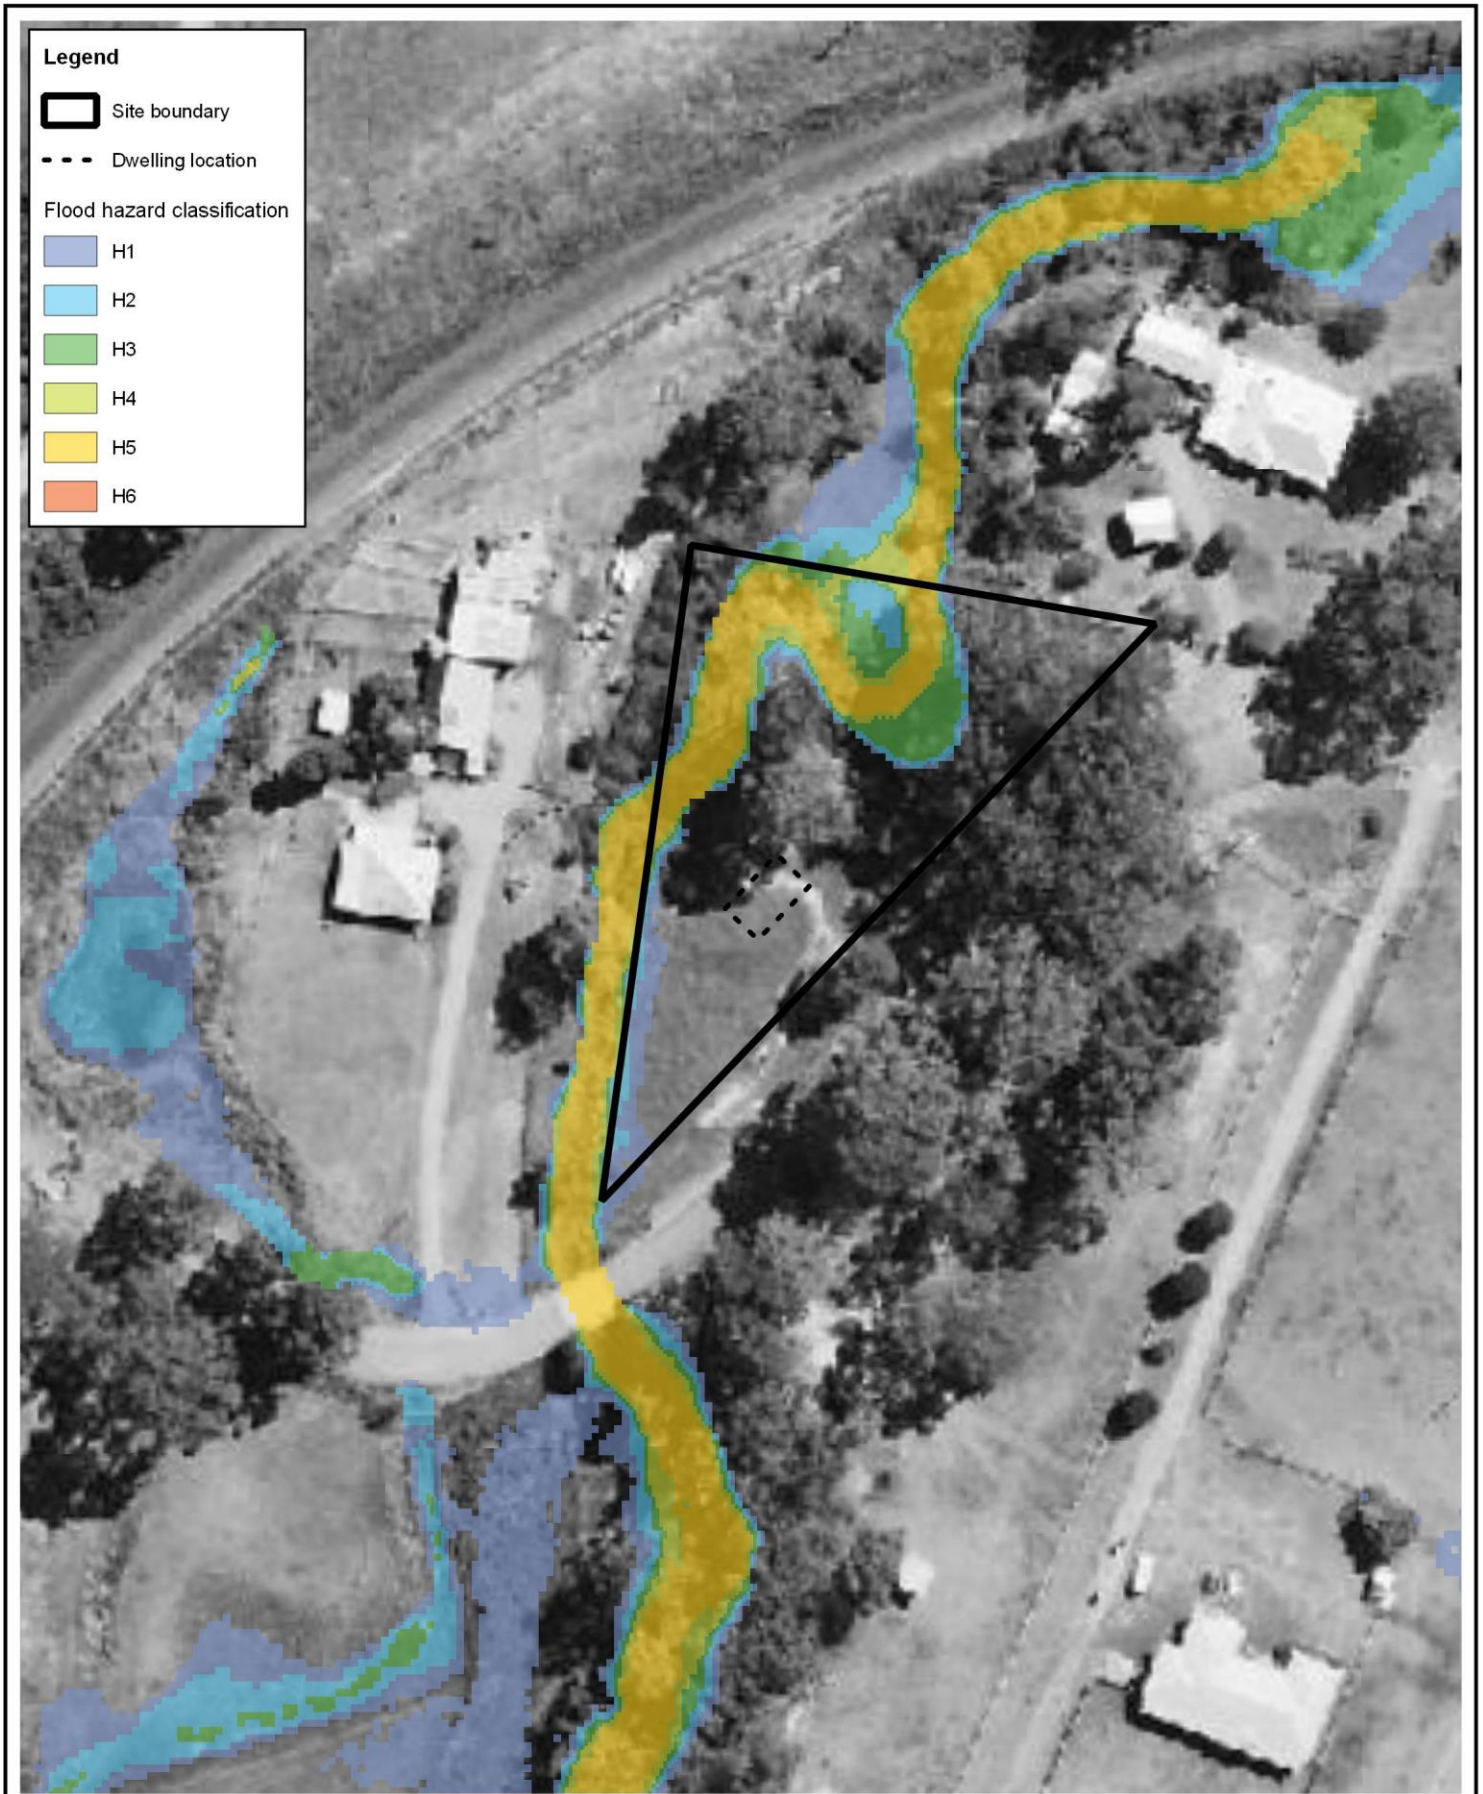 Legend
Site boundary
Dwelling location
Flood hazard classification
H1
H2
H3
H4
H5
H6